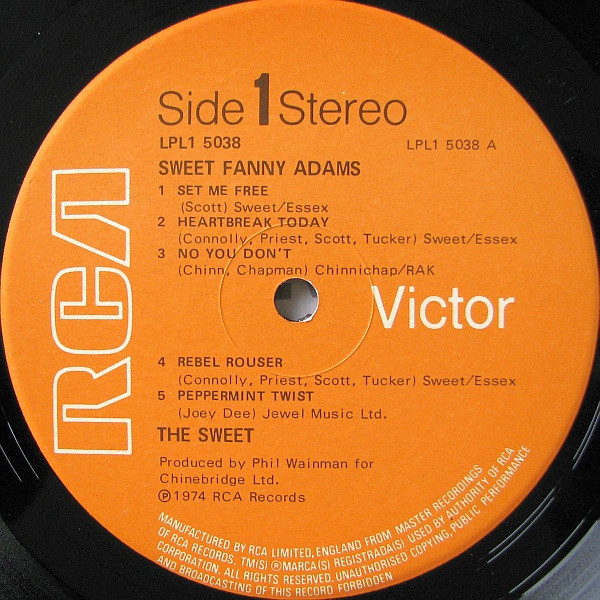 Side 1 Stereo
LPL1 5038 LPL1 5038 A
SWEET FANNY ADAMS
1 SET ME FREE
(Scott) Sweet/Essex
2 HEARTBREAK TODAY
(Connolly, Priest, Scott, Tucker) Sweet/Essex
3 NO YOU DON'T
(Chinn, Chapman) Chinnichap/RAK
RCA
Victor
4 REBEL ROUSER
(Connolly, Priest, Scott, Tucker) Sweet/Essex
5 PEPPERMINT TWIST
(Joey Dee) Jewel Music Ltd.
THE SWEET
Produced by Phil Wainman for
Chinebridge Ltd.
℗1974 RCA Records
MANUFACTURED BY RCA LIMITED, ENGLAND FROM MASTER RECORDINGS
OF RCA RECORDS. TM(S) ® MARCA(S) REGISTRADA(S) USED BY AUTHORITY OF RCA
CORPORATION. ALL RIGHTS RESERVED. UNAUTHORISED COPYING, PUBLIC PERFORMANCE
AND BROADCASTING OF THIS RECORD FORBIDDEN